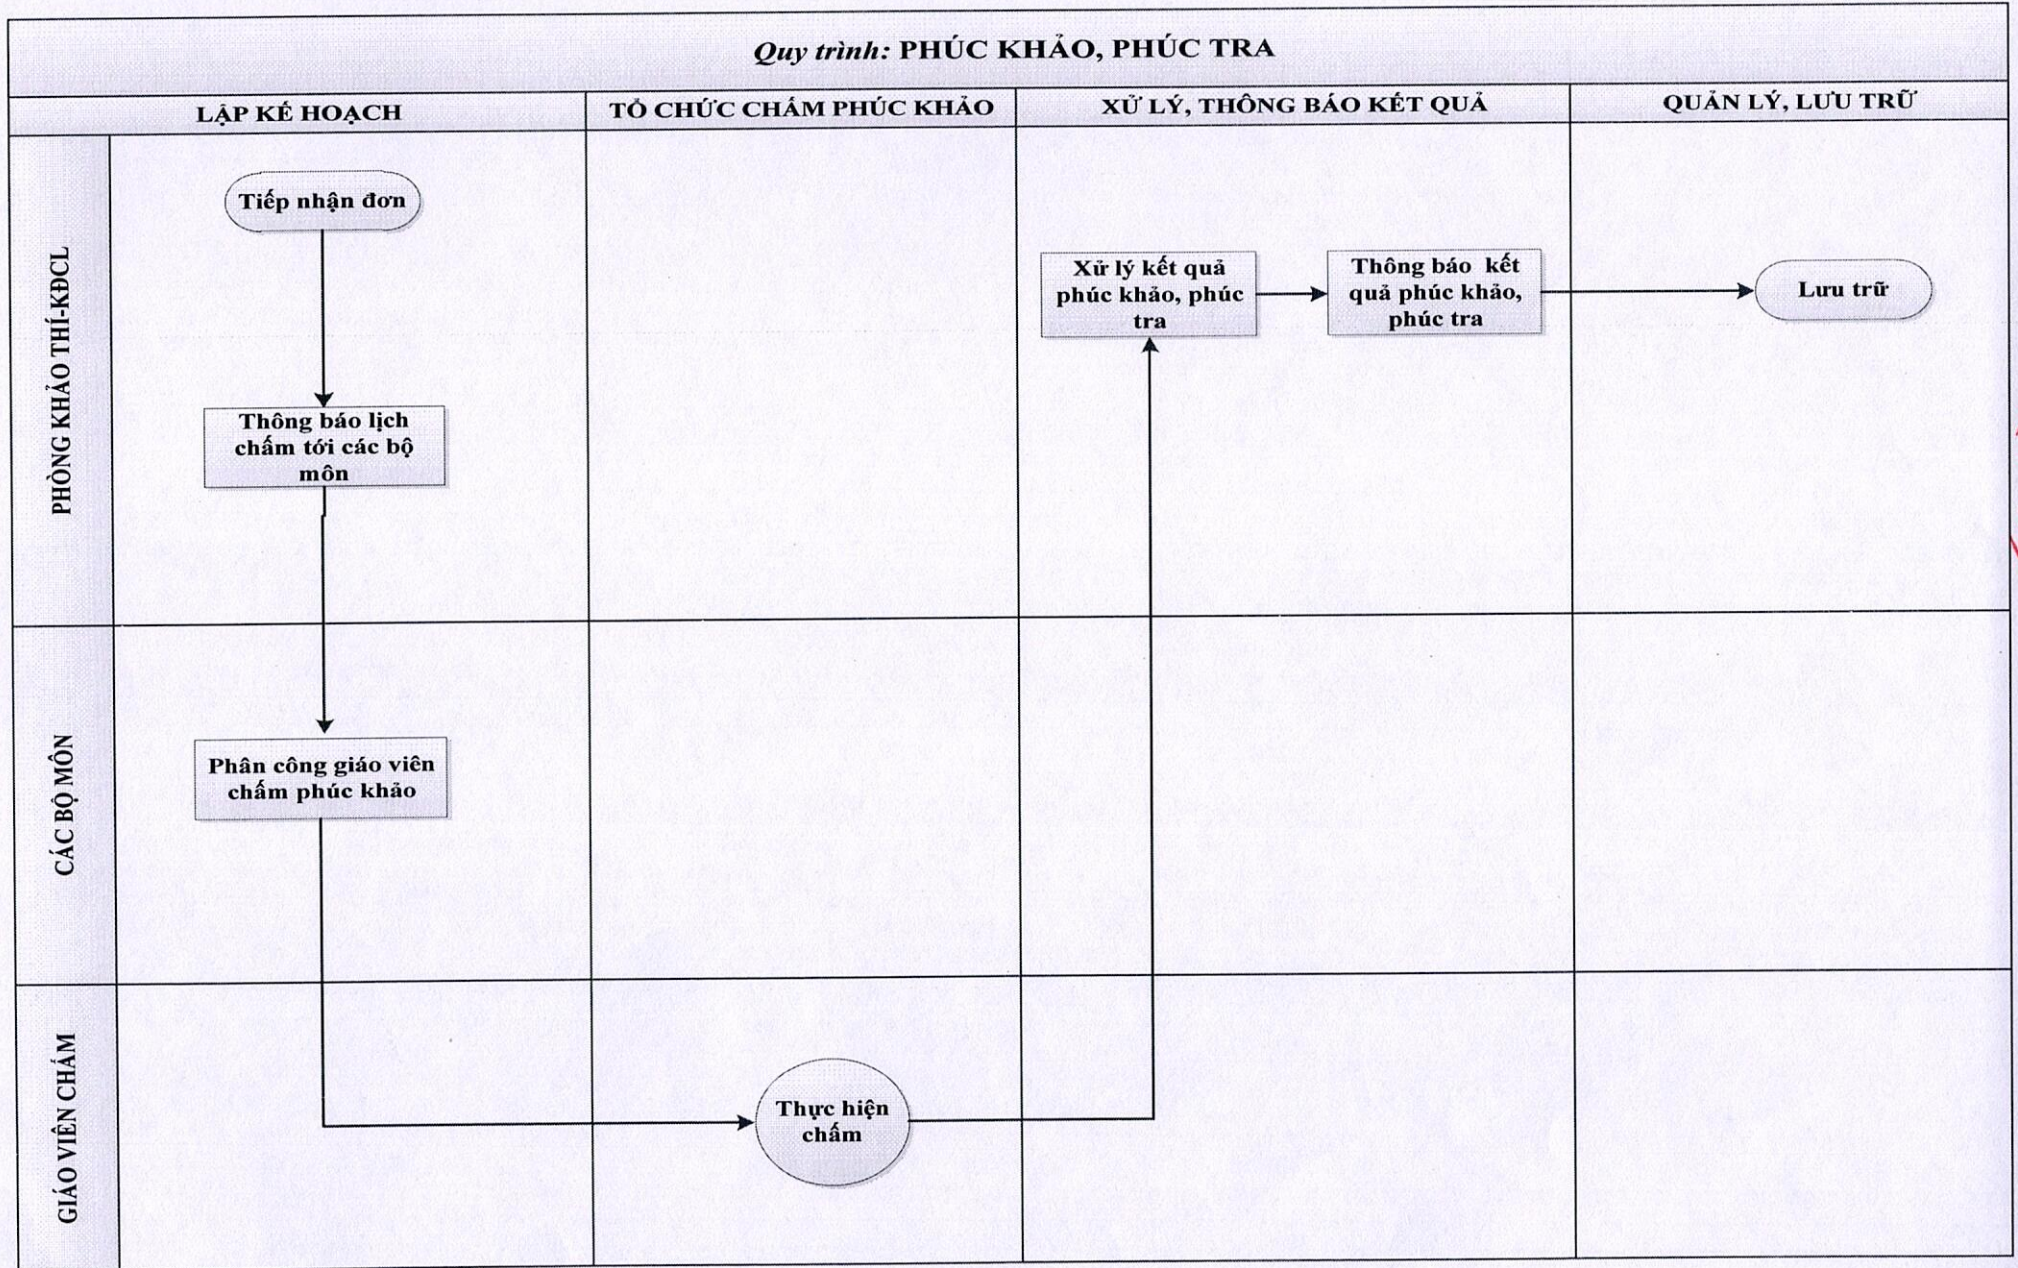 Quy trình: PHÚC KHẢO, PHÚC TRA
LẬP KẾ HOẠCH
TỔ CHỨC CHẤM PHÚC KHẢO
XỬ LÝ, THÔNG BÁO KẾT QUẢ
QUẢN LÝ, LƯU TRỮ
PHÒNG KHẢO THÍ-KĐCL
Tiếp nhận đơn
Xử lý kết quả
phúc khảo, phúc
tra
Thông báo kết
quả phúc khảo,
phúc tra
Lưu trữ
Thông báo lịch
chấm tới các bộ
môn
CÁC BỘ MÔN
Phân công giáo viên
chấm phúc khảo
GIÁO VIÊN CHẤM
Thực hiện
chấm